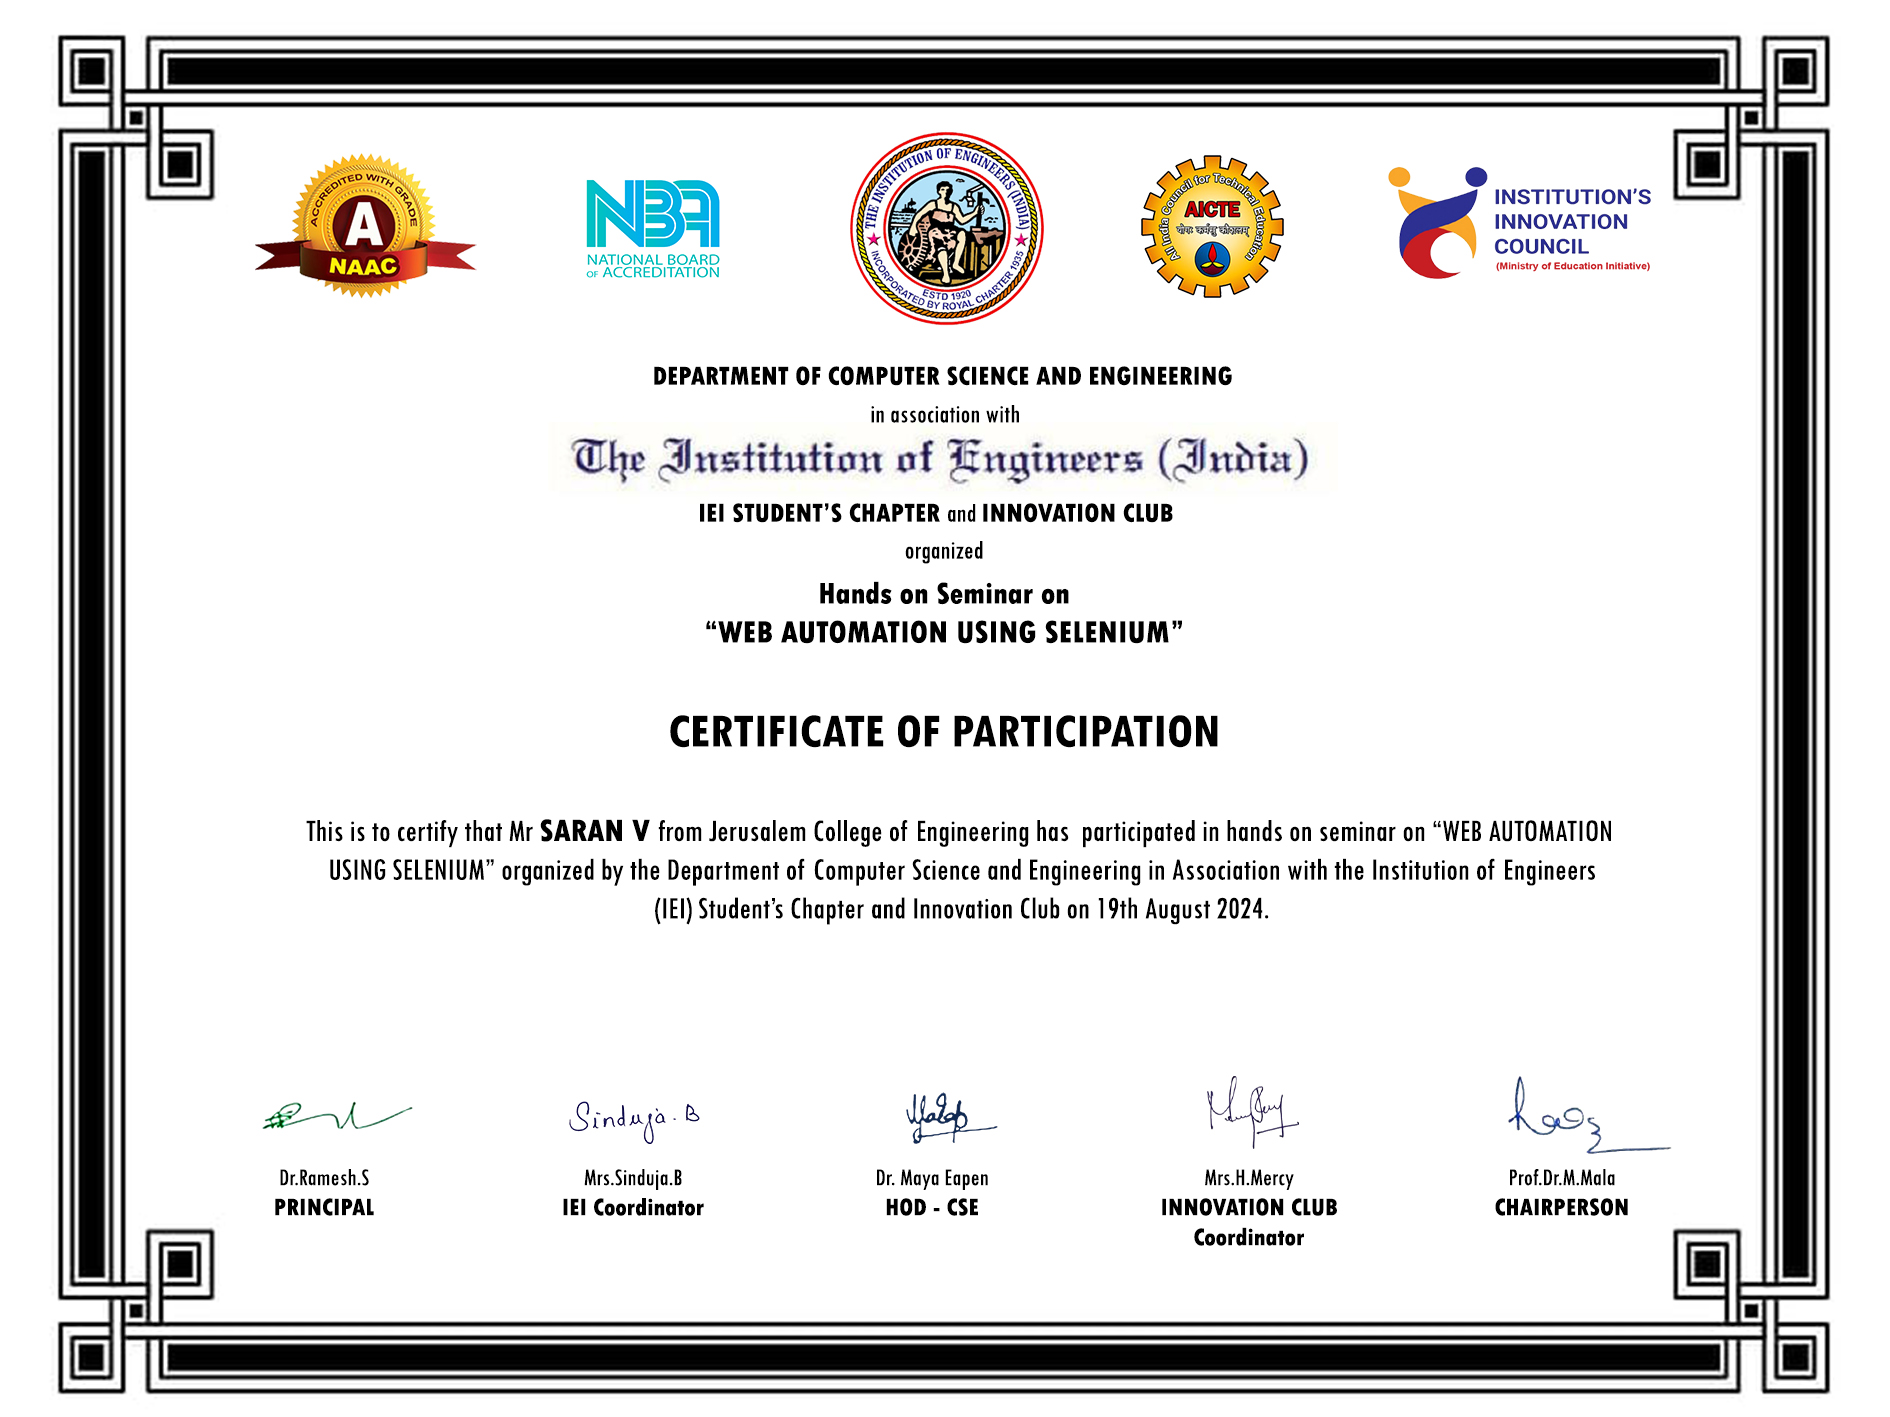 ACCREDITED WITH GRADE
A
NAAC
NBA
NATIONAL BOARD
OF ACCREDITATION
THE INSTITUTION OF ENGINEERS (INDIA)
ESTD 1920
INCORPORATED BY ROYAL CHARTER 1935
All India Council for Technical Education
AICTE
योगः कर्मसु कौशलम्
INSTITUTION'S
INNOVATION
COUNCIL
(Ministry of Education Initiative)
DEPARTMENT OF COMPUTER SCIENCE AND ENGINEERING
in association with
The Institution of Engineers (India)
IEI STUDENT’S CHAPTER and INNOVATION CLUB
organized
Hands on Seminar on
“WEB AUTOMATION USING SELENIUM”
CERTIFICATE OF PARTICIPATION
This is to certify that Mr SARAN V from Jerusalem College of Engineering has participated in hands on seminar on “WEB AUTOMATION
USING SELENIUM” organized by the Department of Computer Science and Engineering in Association with the Institution of Engineers
(IEI) Student’s Chapter and Innovation Club on 19th August 2024.
Sinduja. B
Dr.Ramesh.S
PRINCIPAL
Mrs.Sinduja.B
IEI Coordinator
Dr. Maya Eapen
HOD - CSE
Mrs.H.Mercy
INNOVATION CLUB
Coordinator
Prof.Dr.M.Mala
CHAIRPERSON